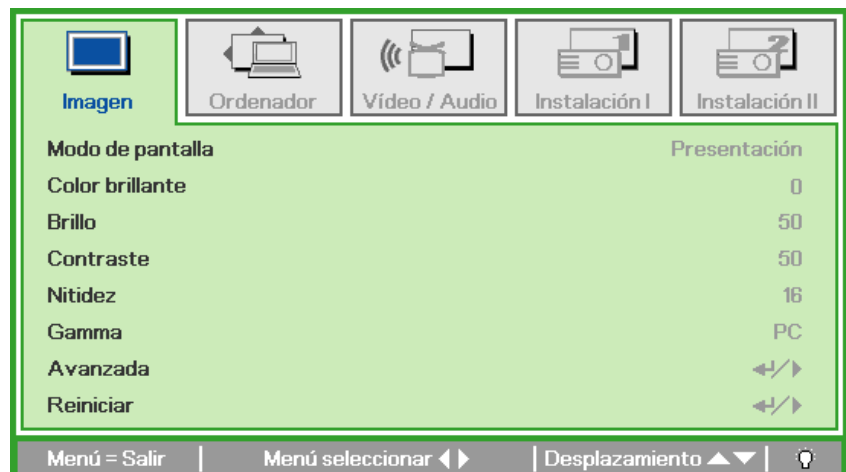 Imagen
Ordenador
Vídeo / Audio
Instalación I
Instalación II
Modo de pantalla Presentación
Color brillante 0
Brillo 50
Contraste 50
Nitidez 16
Gamma PC
Avanzada
Reiniciar
Menú = Salir Menú seleccionar Desplazamiento